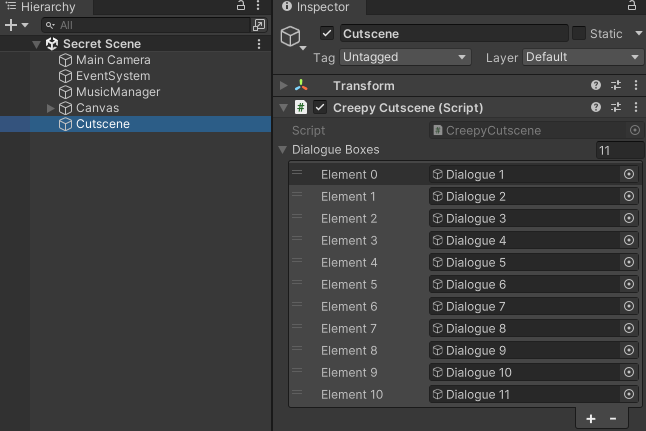 Hierarchy
All
Secret Scene
Main Camera
EventSystem
MusicManager
Canvas
Cutscene
Inspector
Cutscene
Static
Tag Untagged Layer Default
Transform
# Creepy Cutscene (Script)
Script CreepyCutscene
Dialogue Boxes 11
Element 0 Dialogue 1
Element 1 Dialogue 2
Element 2 Dialogue 3
Element 3 Dialogue 4
Element 4 Dialogue 5
Element 5 Dialogue 6
Element 6 Dialogue 7
Element 7 Dialogue 8
Element 8 Dialogue 9
Element 9 Dialogue 10
Element 10 Dialogue 11
+ -